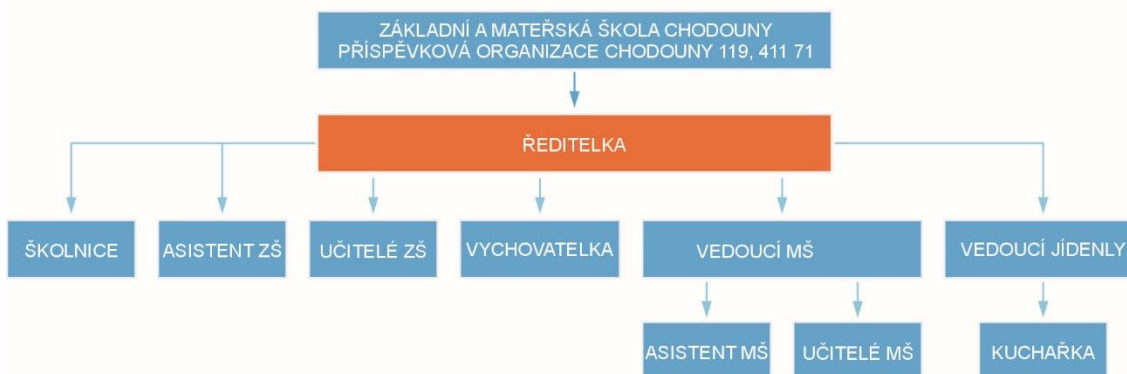 ZÁKLADNÍ A MATEŘSKÁ ŠKOLA CHODOUNY
PŘÍSPĚVKOVÁ ORGANIZACE CHODOUNY 119, 411 71
ŘEDITELKA
ŠKOLNICE
ASISTENT ZŠ
UČITELÉ ZŠ
VYCHOVATELKA
VEDOUCÍ MŠ
VEDOUCÍ JÍDENLY
ASISTENT MŠ
UČITELÉ MŠ
KUCHAŘKA